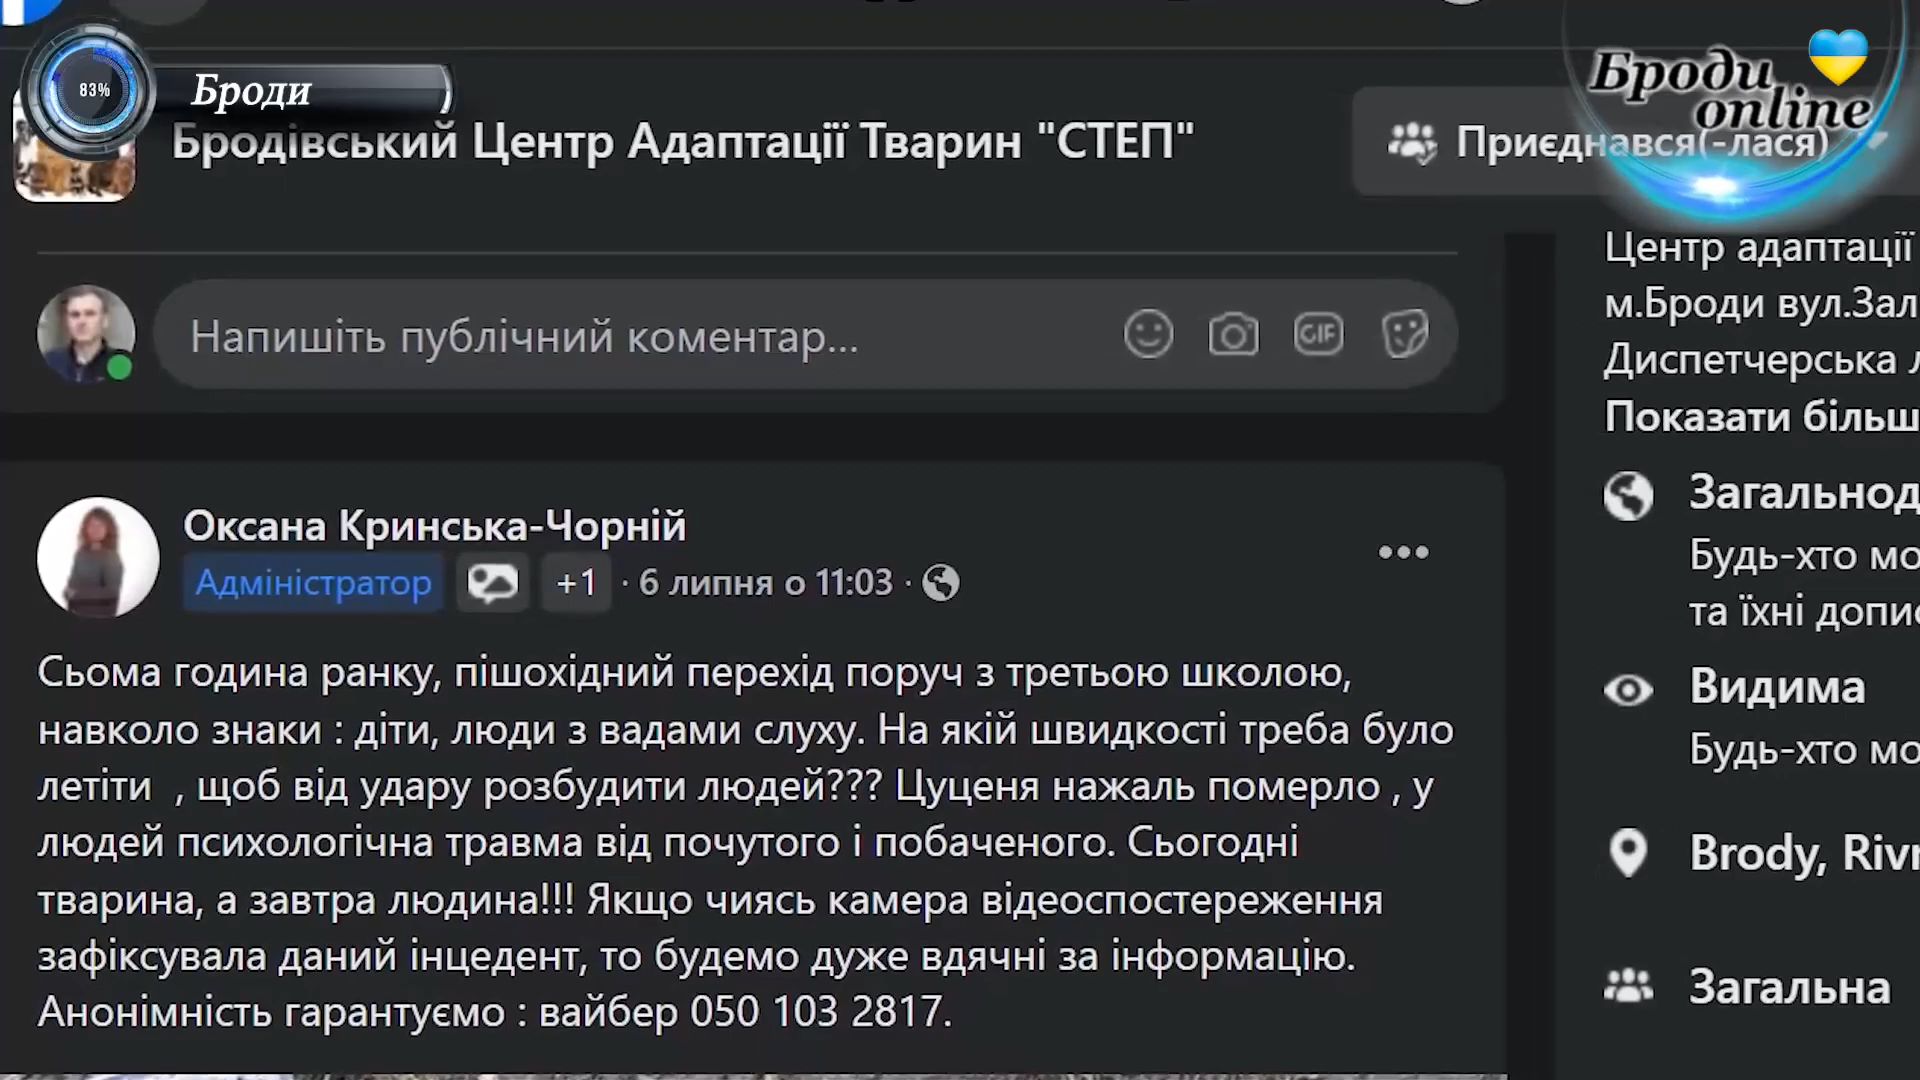 83%
Броди
Броди
online
Бродівський Центр Адаптації Тварин "СТЕП"
Приєднався(-лася)
Напишіть публічний коментар...
GIF
Оксана Кринська-Чорній
Адміністратор +1 · 6 липня о 11:03 ·
Сьома година ранку, пішохідний перехід поруч з третьою школою,
навколо знаки : діти, люди з вадами слуху. На якій швидкості треба було
летіти , щоб від удару розбудити людей??? Цуценя нажаль померло , у
людей психологічна травма від почутого і побаченого. Сьогодні
тварина, а завтра людина!!! Якщо чиясь камера відеоспостереження
зафіксувала даний інцедент, то будемо дуже вдячні за інформацію.
Анонімність гарантуємо : вайбер 050 103 2817.
Центр адаптації
м.Броди вул.Зал
Диспетчерська
Показати більш
Загальнод
Будь-хто мо
та їхні допис
Видима
Будь-хто мо
Brody, Rivn
Загальна